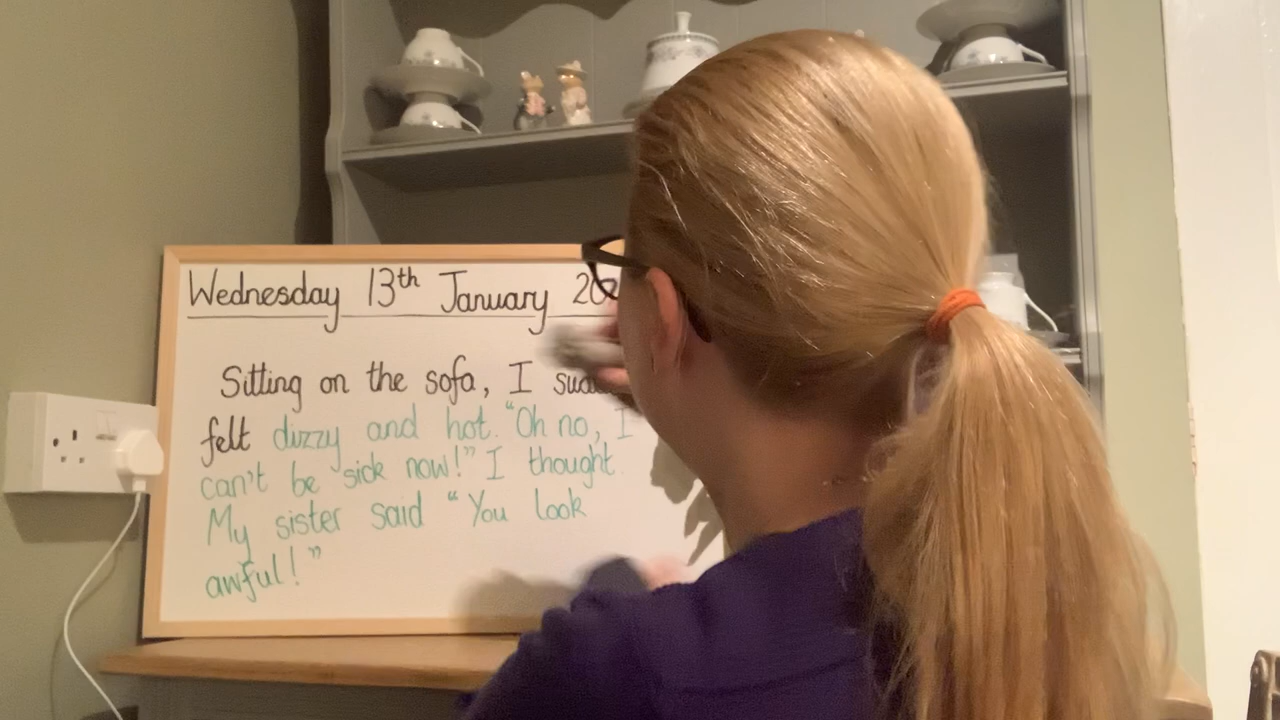 Wednesday 13th January
Sitting on the sofa, I
felt dizzy and hot. "Oh no, I
can't be sick now!" I thought.
My sister said "You look
awful!"